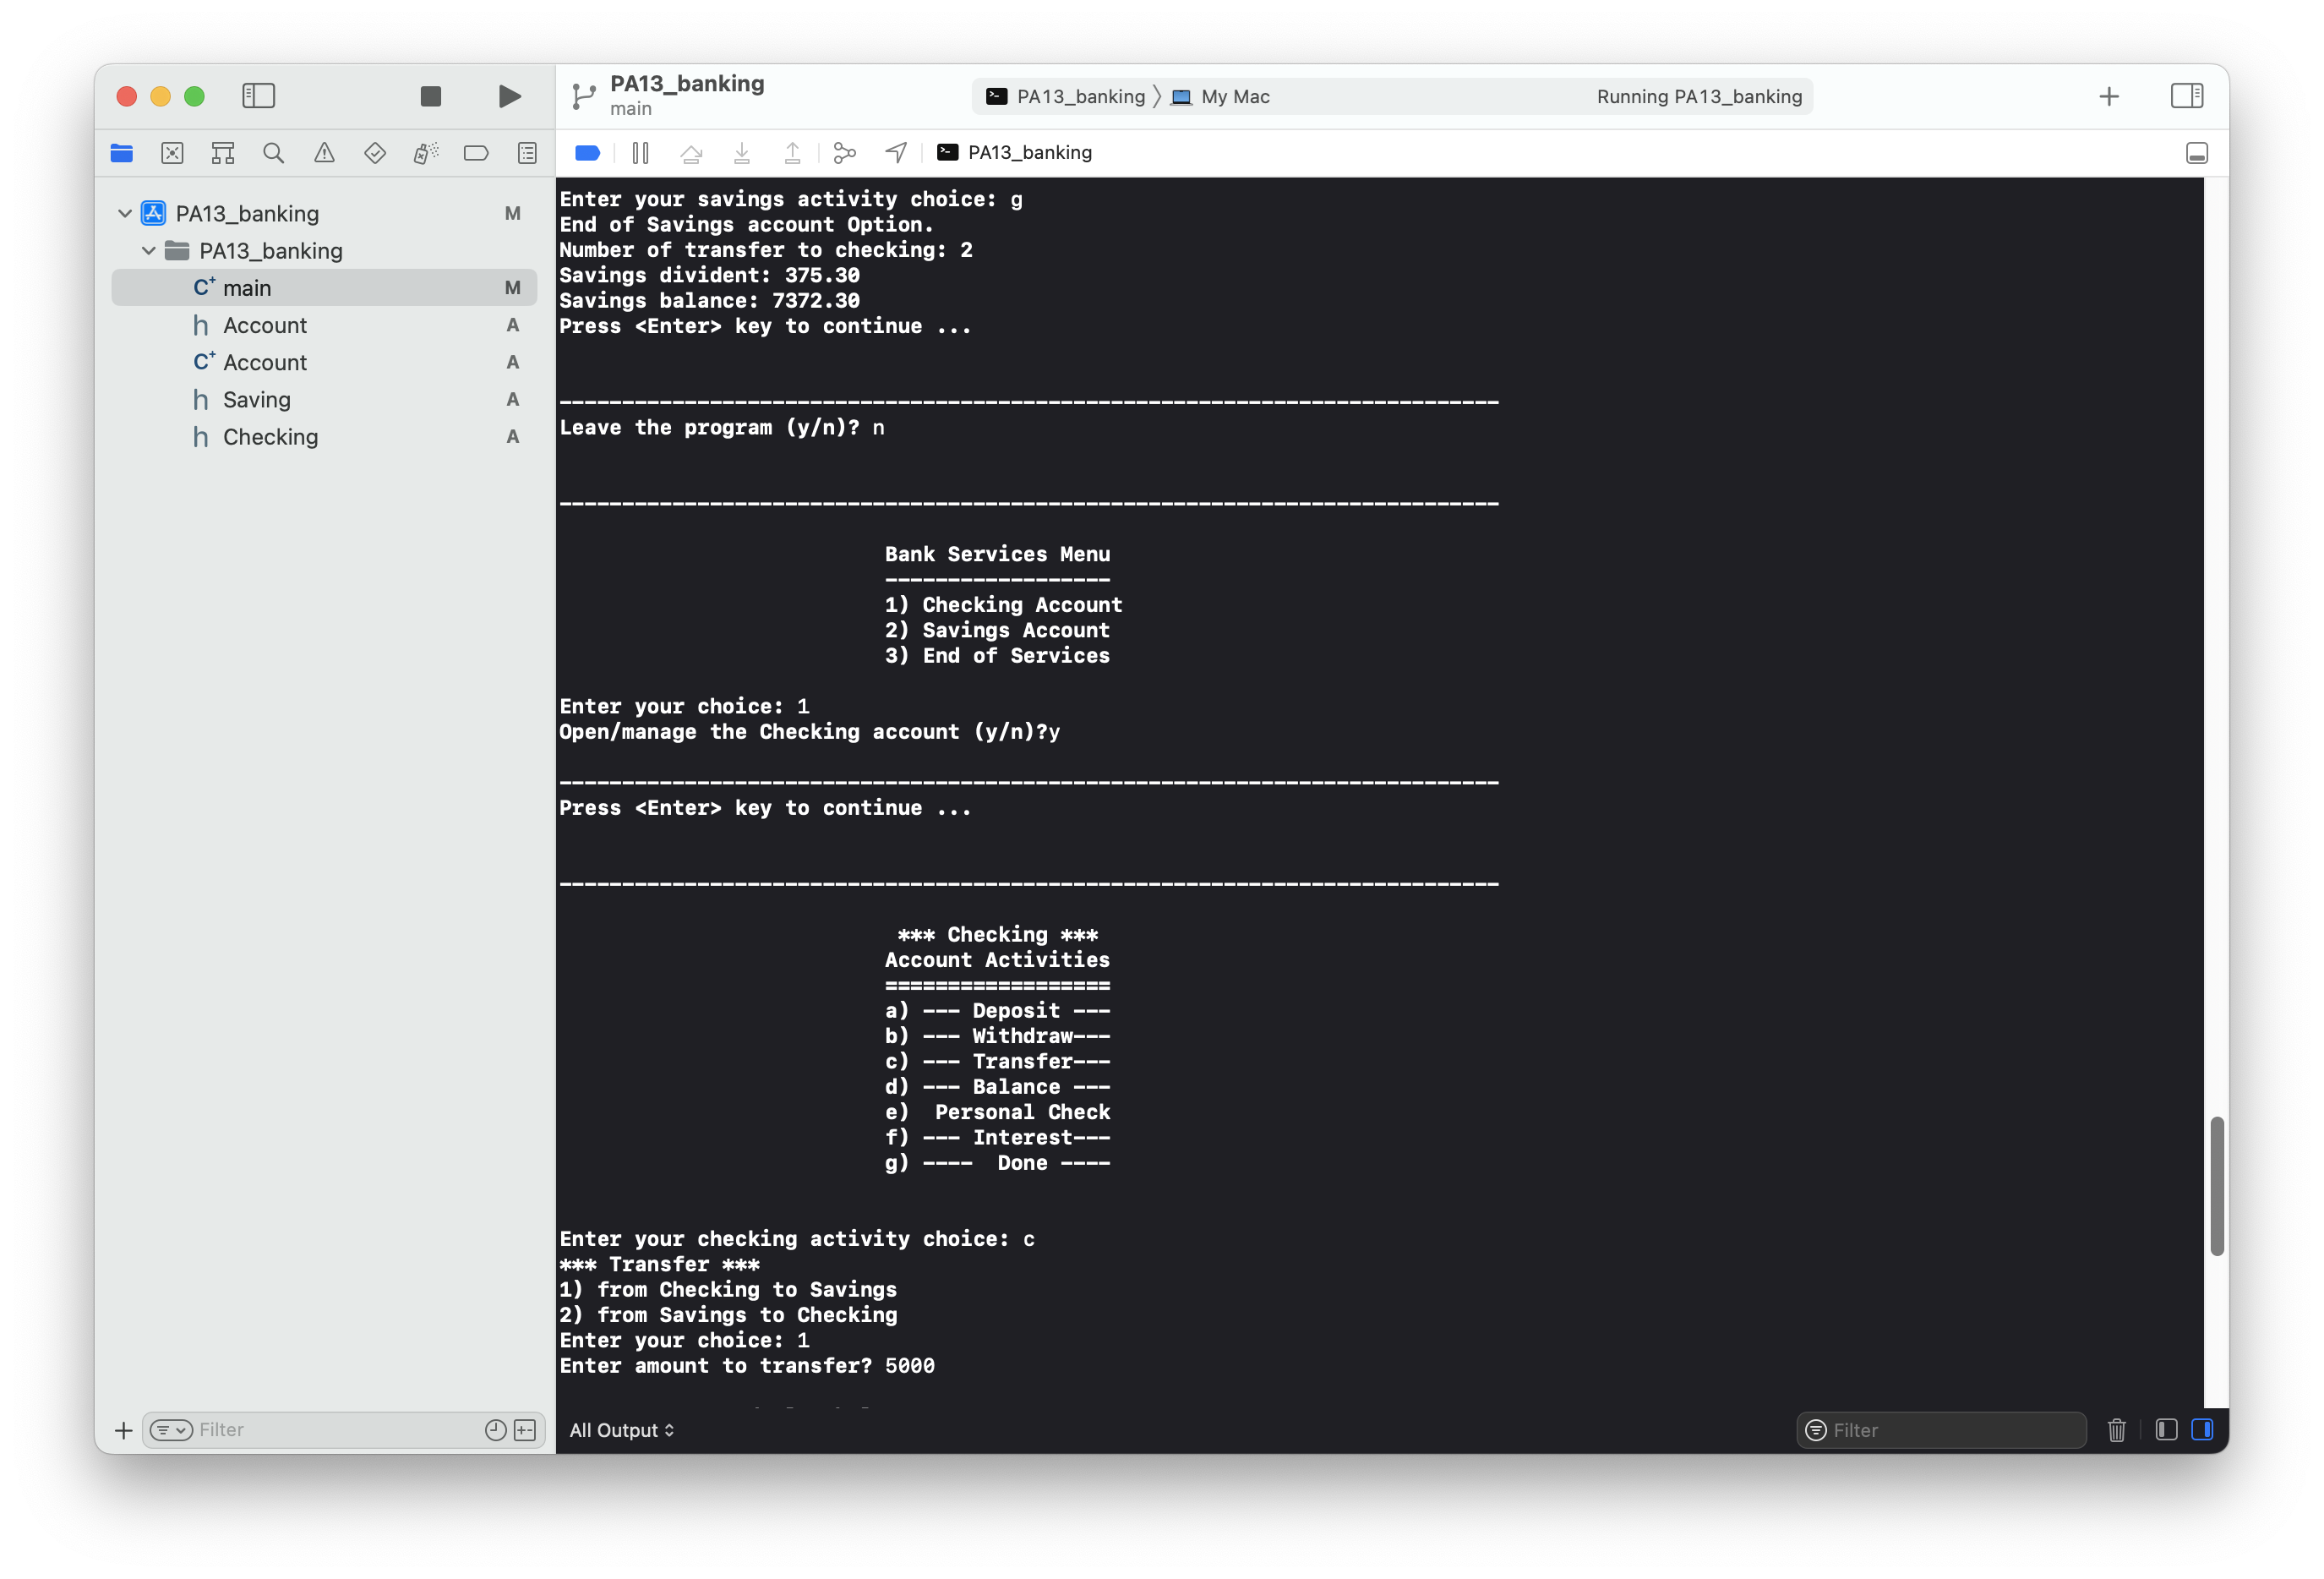 PA13_banking
main
PA13_banking
My Mac
Running PA13_banking
PA13_banking
PA13_banking M
PA13_banking
main M
Account A
Account A
Saving A
Checking A
Enter your savings activity choice: g
End of Savings account Option.
Number of transfer to checking: 2
Savings divident: 375.30
Savings balance: 7372.30
Press <Enter> key to continue ...
---------------------------------------------------------------------------
Leave the program (y/n)? n
---------------------------------------------------------------------------
Bank Services Menu
------------------
1) Checking Account
2) Savings Account
3) End of Services
Enter your choice: 1
Open/manage the Checking account (y/n)?y
---------------------------------------------------------------------------
Press <Enter> key to continue ...
---------------------------------------------------------------------------
*** Checking ***
Account Activities
==================
a) --- Deposit ---
b) --- Withdraw---
c) --- Transfer---
d) --- Balance ---
e)  Personal Check
f) --- Interest---
g) ----  Done ----
Enter your checking activity choice: c
*** Transfer ***
1) from Checking to Savings
2) from Savings to Checking
Enter your choice: 1
Enter amount to transfer? 5000
Filter
All Output
Filter